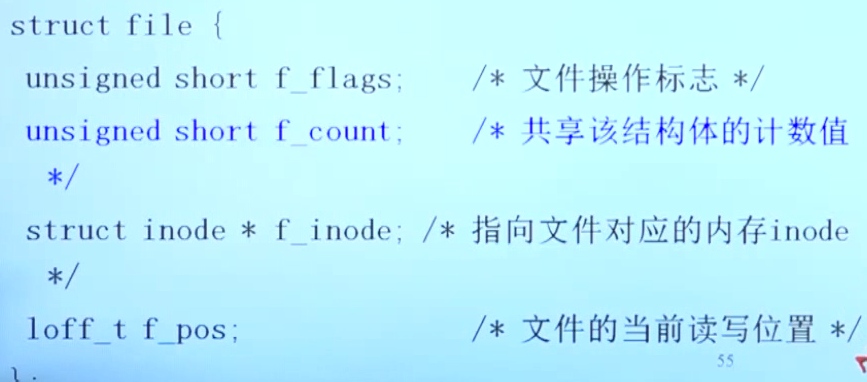 struct file {
unsigned short f_flags; /* 文件操作标志 */
unsigned short f_count; /* 共享该结构体的计数值
*/
struct inode * f_inode; /* 指向文件对应的内存inode
*/
loff_t f_pos; /* 文件的当前读写位置 */
55
};